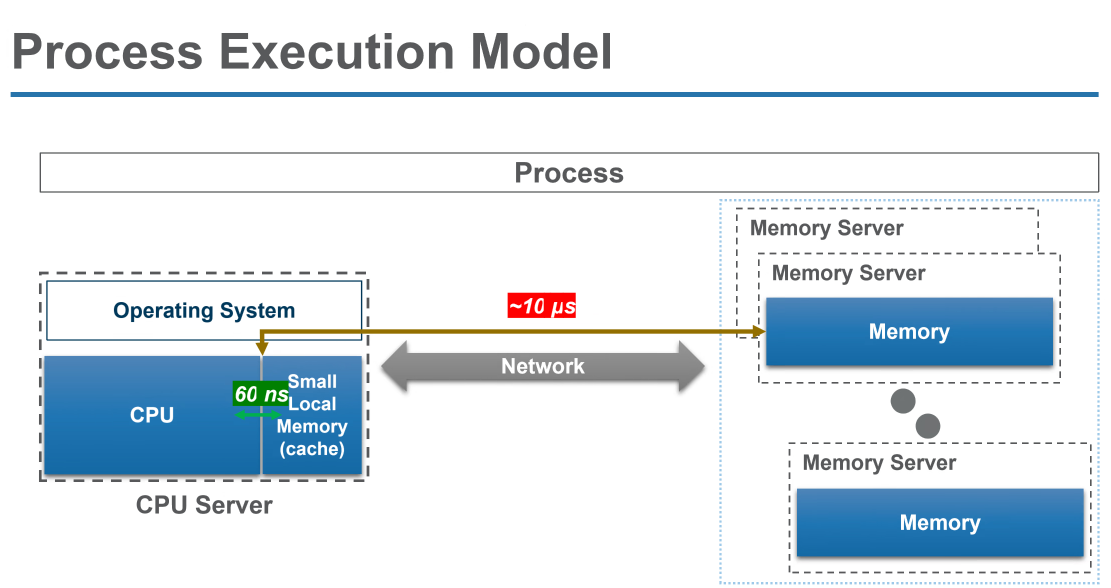 Process Execution Model
Process
Memory Server
Memory Server
Memory
Operating System
~10 µs
Network
CPU
60 ns
Small
Local
Memory
(cache)
CPU Server
Memory Server
Memory